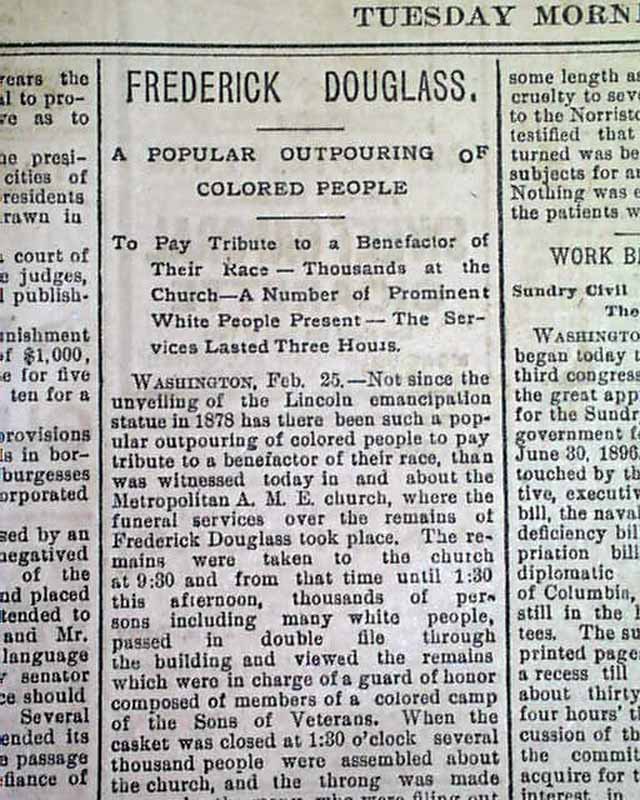 TUESDAY
years the
al to pro-
ve as to
he presi-
cities of
residents
rawn in
court of
e judges,
l publish-
unishment
of $1,000,
e for five
ten for a
provisions
ls in bor-
burgesses
orporated
sed by an
negatived
of the
nd placed
tended to
and Mr.
language
y senator
ce should
Several
ended its
e passage
fiance of
FREDERICK DOUGLASS.
A POPULAR OUTPOURING OF
COLORED PEOPLE
To Pay Tribute to a Benefactor of
Their Race — Thousands at the
Church—A Number of Prominent
White People Present — The Ser-
vices Lasted Three Hours.
WASHINGTON, Feb. 25.—Not since the
unveiling of the Lincoln emancipation
statue in 1878 has there been such a pop-
ular outpouring of colored people to pay
tribute to a benefactor of their race, than
was witnessed today in and about the
Metropolitan A. M. E. church, where the
funeral services over the remains of
Frederick Douglass took place. The re-
mains were taken to the church
at 9:30 and from that time until 1:30
this afternoon, thousands of per-
sons including many white people,
passed in double file through
the building and viewed the remains
which were in charge of a guard of honor
composed of members of a colored camp
of the Sons of Veterans. When the
casket was closed at 1:30 o'clock several
thousand people were assembled about
the church, and the throng was made
some length as
cruelty to seve
to the Norristo
testified that
turned was be
subjects for a
Nothing was
the patients w
WORK
Sundry Civil
The
WASHINGTO
began today t
third congress
the great app
for the Sundr
government f
June 30, 1896.
touched by th
tive, executiv
bill, the nava
deficiency bil
priation bill
diplomatic
of Columbia,
still in the
tees. The su
printed page
a recess till
about thirty
four hours' t
cussion of th
the commit
acquire for t
interest in